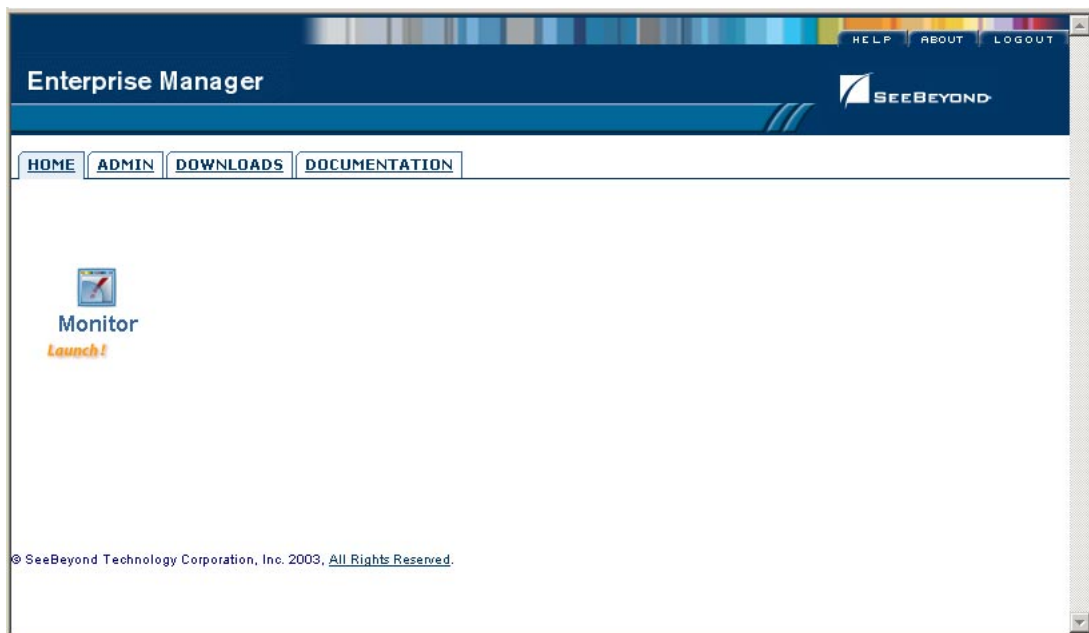 HELP ABOUT LOGOUT
Enterprise Manager
SEEBEYOND
HOME ADMIN DOWNLOADS DOCUMENTATION
Monitor
Launch!
© SeeBeyond Technology Corporation, Inc. 2003, All Rights Reserved.